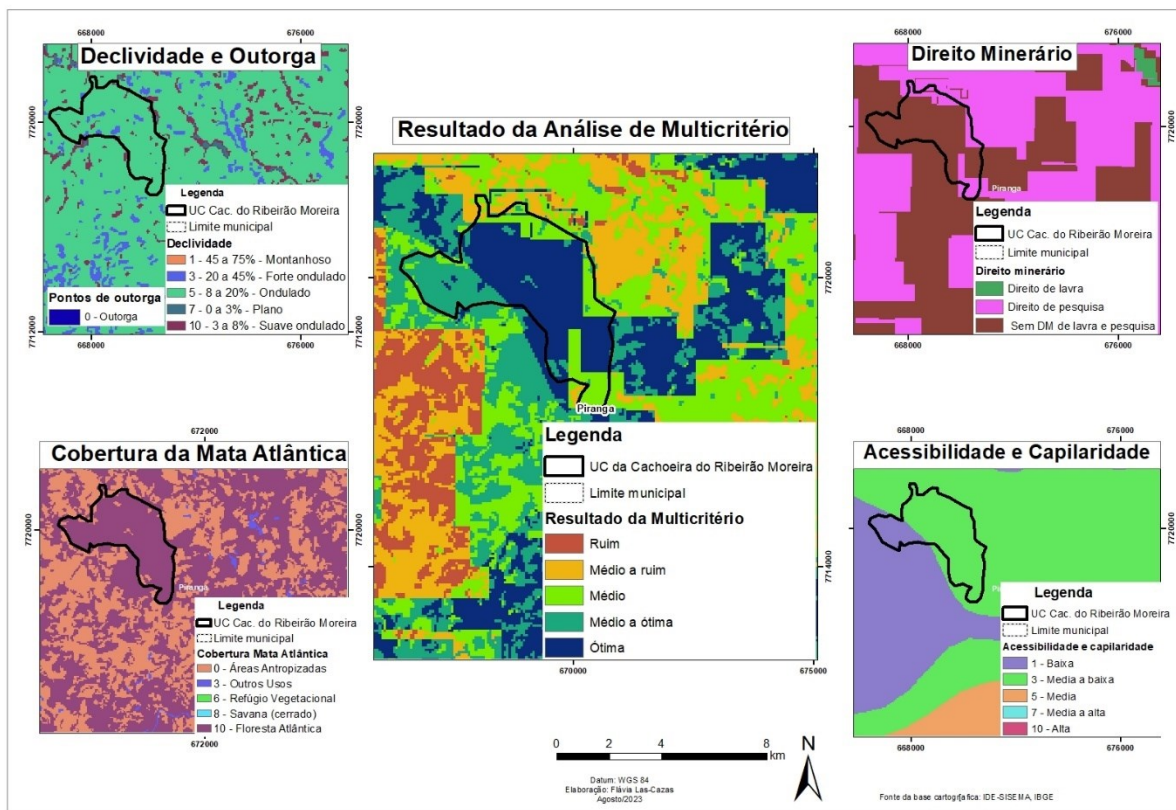 668000
676000
Declividade e Outorga
7720000
7720000
Legenda
UC Cac. do Ribeirão Moreira
Limite municipal
Declividade
1 - 45 a 75% - Montanhoso
3 - 20 a 45% - Forte ondulado
5 - 8 a 20% - Ondulado
7 - 0 a 3% - Plano
10 - 3 a 8% - Suave ondulado
Pontos de outorga
0 - Outorga
7712000
668000
676000
Resultado da Análise de Multicritério
7720000
Piranga
Legenda
UC da Cachoeira do Ribeirão Moreira
Limite municipal
Resultado da Multicritério
Ruim
Médio a ruim
Médio
Médio a ótima
Ótima
670000
675000
668000
676000
Direito Minerário
7720000
7720000
Piranga
Legenda
UC Cac. do Ribeirão Moreira
Limite municipal
Direito minerário
Direito de lavra
Direito de pesquisa
Sem DM de lavra e pesquisa
668000
676000
672000
Cobertura da Mata Atlântica
7720000
7720000
Piranga
Legenda
UC Cac. do Ribeirão Moreira
Limite municipal
Cobertura Mata Atlântica
0 - Áreas Antropizadas
3 - Outros Usos
6 - Refúgio Vegetacional
8 - Savana (cerrado)
10 - Floresta Atlântica
672000
668000
676000
Acessibilidade e Capilaridade
7720000
7720000
Legenda
UC Cac. do Ribeirão Moreira
Limite municipal
Acessibilidade e capilaridade
1 - Baixa
3 - Media a baixa
5 - Media
7 - Media a alta
10 - Alta
668000
676000
0 2 4 6 8
km
N
Datum: WGS 84
Elaboração: Flávia Las-Cazas
Agosto/2023
Fonte da base cartogr[afica: IDE-SISEMA, IBGE